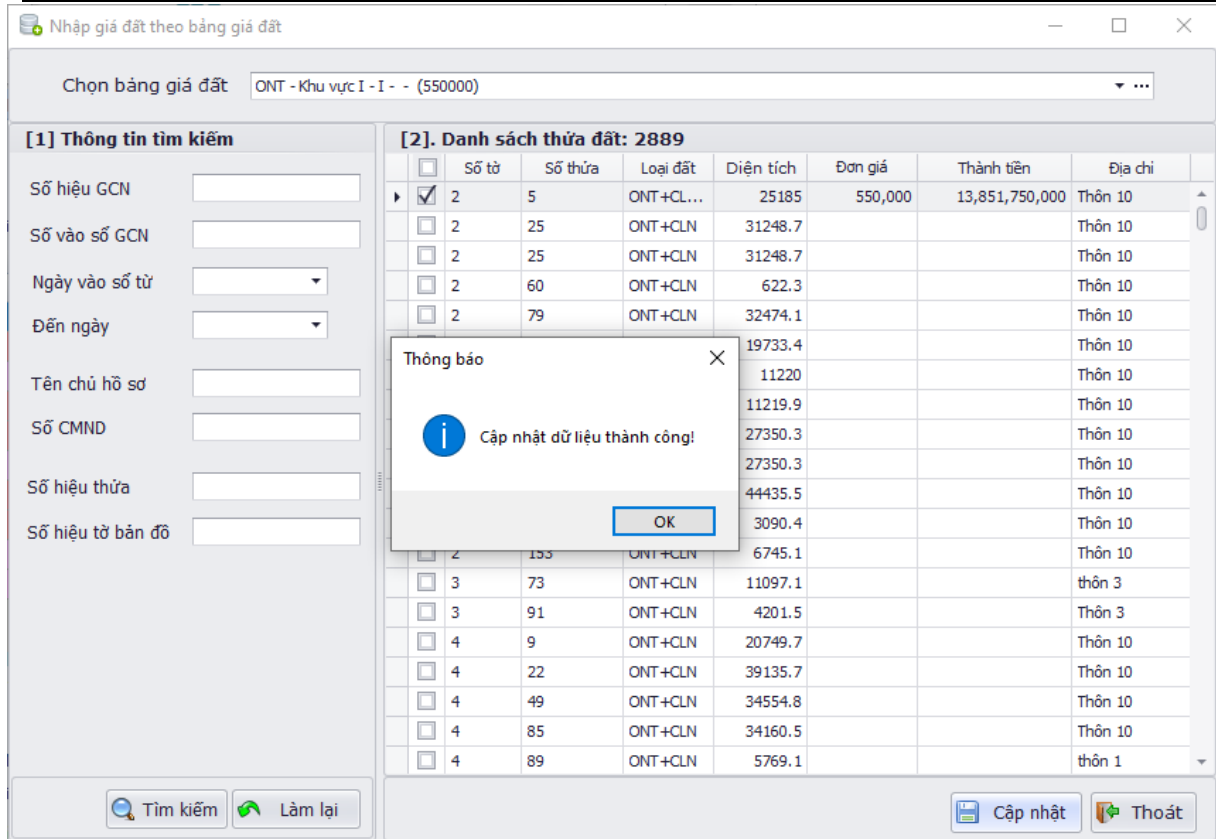 Nhập giá đất theo bảng giá đất
Chọn bảng giá đất ONT - Khu vực I - I - - (550000)
[1] Thông tin tìm kiếm
Số hiệu GCN
Số vào sổ GCN
Ngày vào sổ từ
Đến ngày
Tên chủ hồ sơ
Số CMND
Số hiệu thửa
Số hiệu tờ bản đồ
Tìm kiếm Làm lại
[2]. Danh sách thửa đất: 2889
Số tờ Số thửa Loại đất Diện tích Đơn giá Thành tiền Địa chỉ
2 5 ONT+CL... 25185 550,000 13,851,750,000 Thôn 10
2 25 ONT+CLN 31248.7 Thôn 10
2 25 ONT+CLN 31248.7 Thôn 10
2 60 ONT+CLN 622.3 Thôn 10
2 79 ONT+CLN 32474.1 Thôn 10
19733.4 Thôn 10
11220 Thôn 10
11219.9 Thôn 10
27350.3 Thôn 10
27350.3 Thôn 10
44435.5 Thôn 10
3090.4 Thôn 10
2 153 ONT+CLN 6745.1 Thôn 10
3 73 ONT+CLN 11097.1 thôn 3
3 91 ONT+CLN 4201.5 Thôn 3
4 9 ONT+CLN 20749.7 Thôn 10
4 22 ONT+CLN 39135.7 Thôn 10
4 49 ONT+CLN 34554.8 Thôn 10
4 85 ONT+CLN 34160.5 Thôn 10
4 89 ONT+CLN 5769.1 thôn 1
Thông báo
Cập nhật dữ liệu thành công!
OK
Cập nhật Thoát